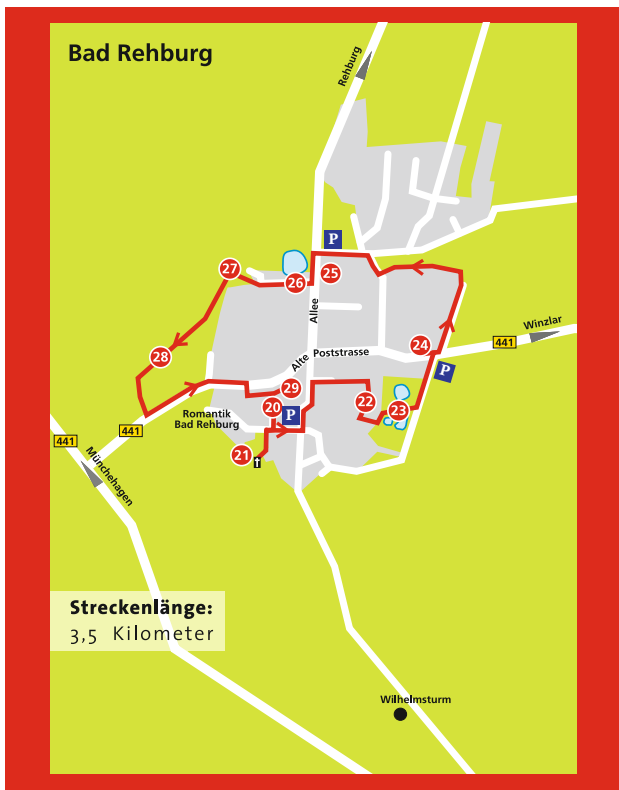 Bad Rehburg
Rehburg
P
27
26
25
Allee
Winzlar
441
24
28
Alte Poststrasse
P
29
20
P
22
23
Romantik
Bad Rehburg
441
441
21
Münchehagen
Streckenlänge:
3,5 Kilometer
Wilhelmsturm